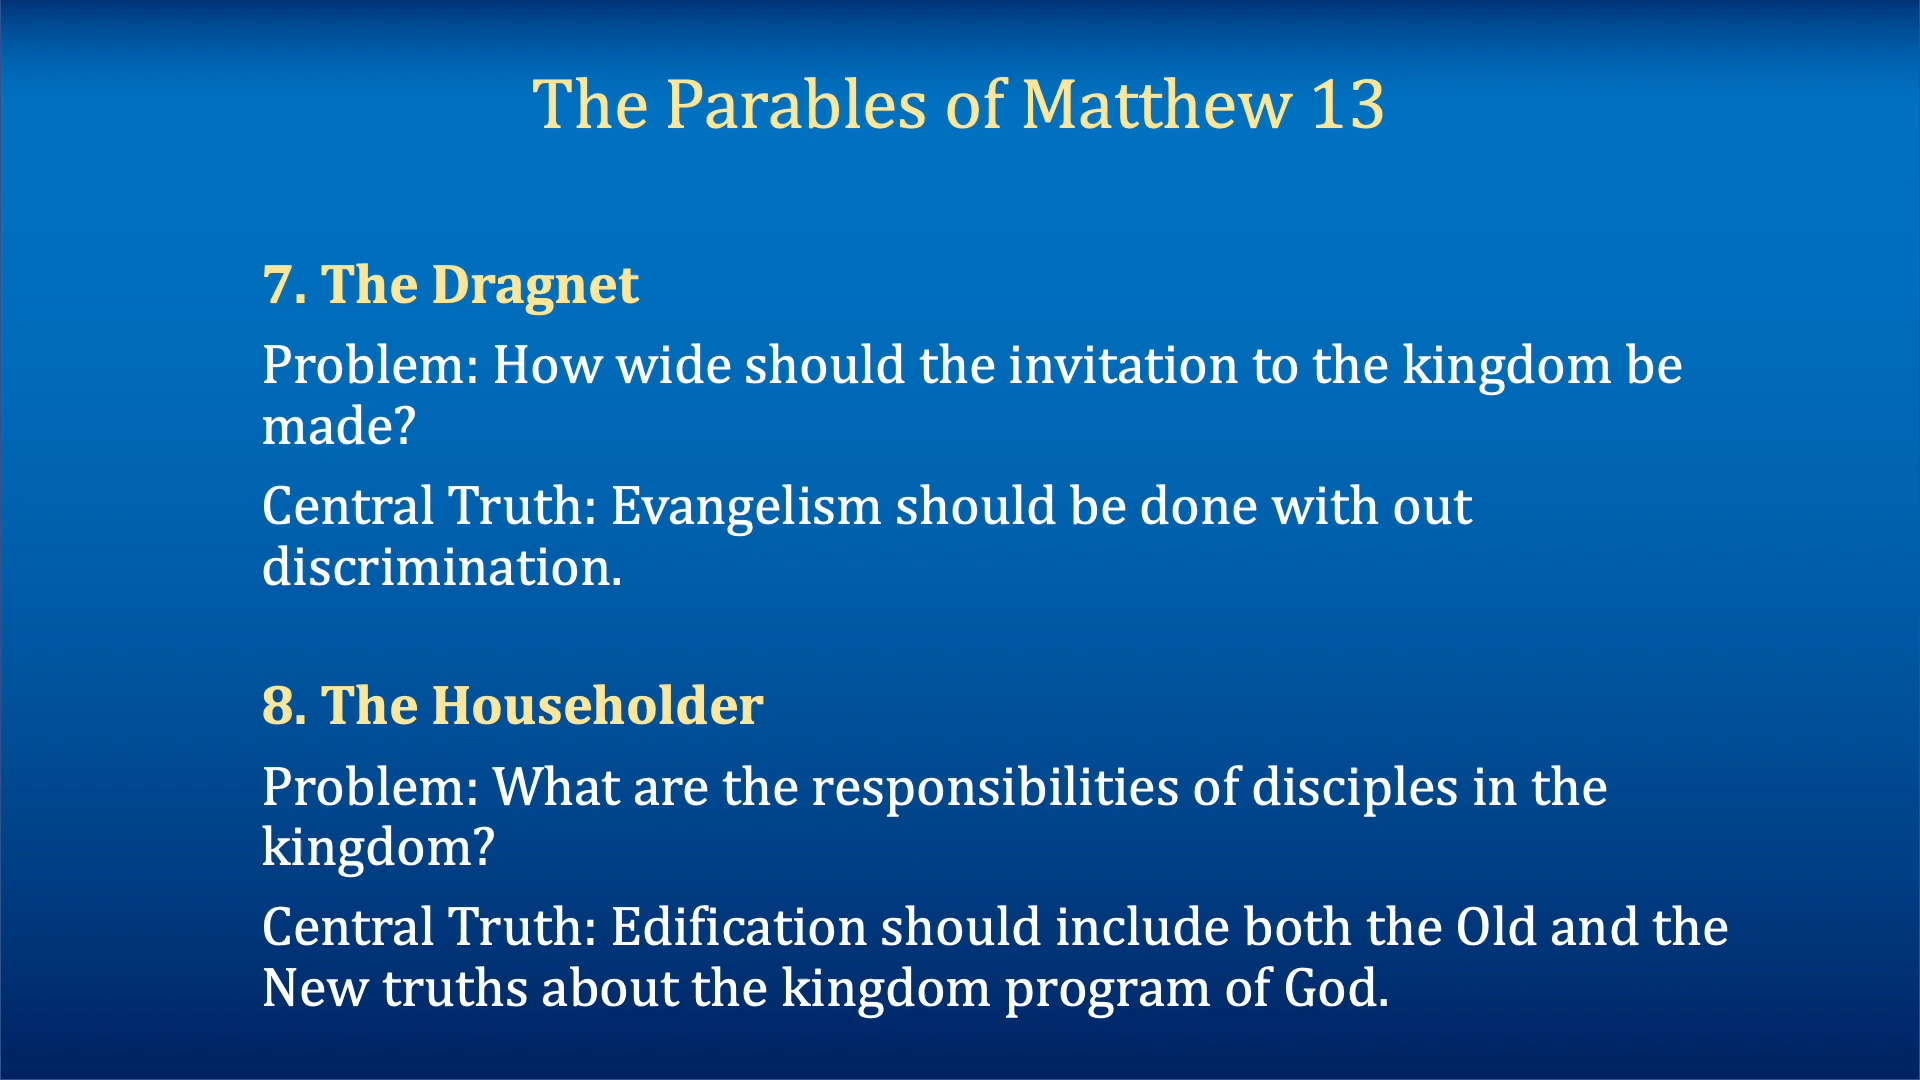 The Parables of Matthew 13
7. The Dragnet
Problem: How wide should the invitation to the kingdom be
made?
Central Truth: Evangelism should be done with out
discrimination.
8. The Householder
Problem: What are the responsibilities of disciples in the
kingdom?
Central Truth: Edification should include both the Old and the
New truths about the kingdom program of God.